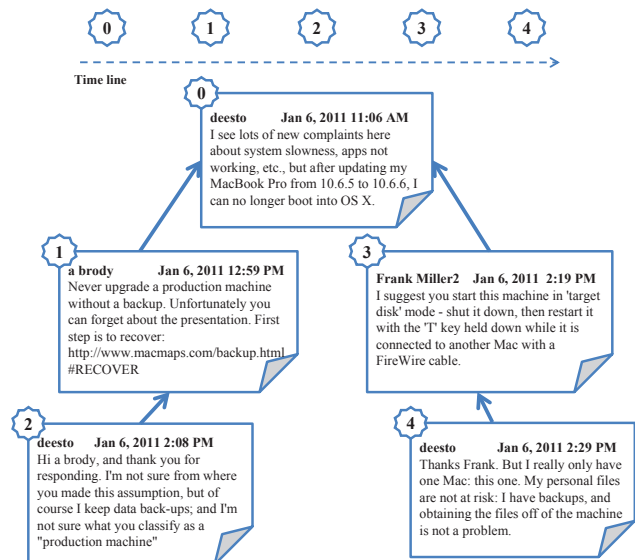 0 1 2 3 4
Time line
0
deesto Jan 6, 2011 11:06 AM
I see lots of new complaints here
about system slowness, apps not
working, etc., but after updating my
MacBook Pro from 10.6.5 to 10.6.6, I
can no longer boot into OS X.
1
a brody Jan 6, 2011 12:59 PM
Never upgrade a production machine
without a backup. Unfortunately you
can forget about the presentation. First
step is to recover:
http://www.macmaps.com/backup.html
#RECOVER
3
Frank Miller2 Jan 6, 2011 2:19 PM
I suggest you start this machine in 'target
disk' mode - shut it down, then restart it
with the 'T' key held down while it is
connected to another Mac with a
FireWire cable.
2
deesto Jan 6, 2011 2:08 PM
Hi a brody, and thank you for
responding. I'm not sure from where
you made this assumption, but of
course I keep data back-ups; and I'm
not sure what you classify as a
"production machine"
4
deesto Jan 6, 2011 2:29 PM
Thanks Frank. But I really only have
one Mac: this one. My personal files
are not at risk: I have backups, and
obtaining the files off of the machine
is not a problem.